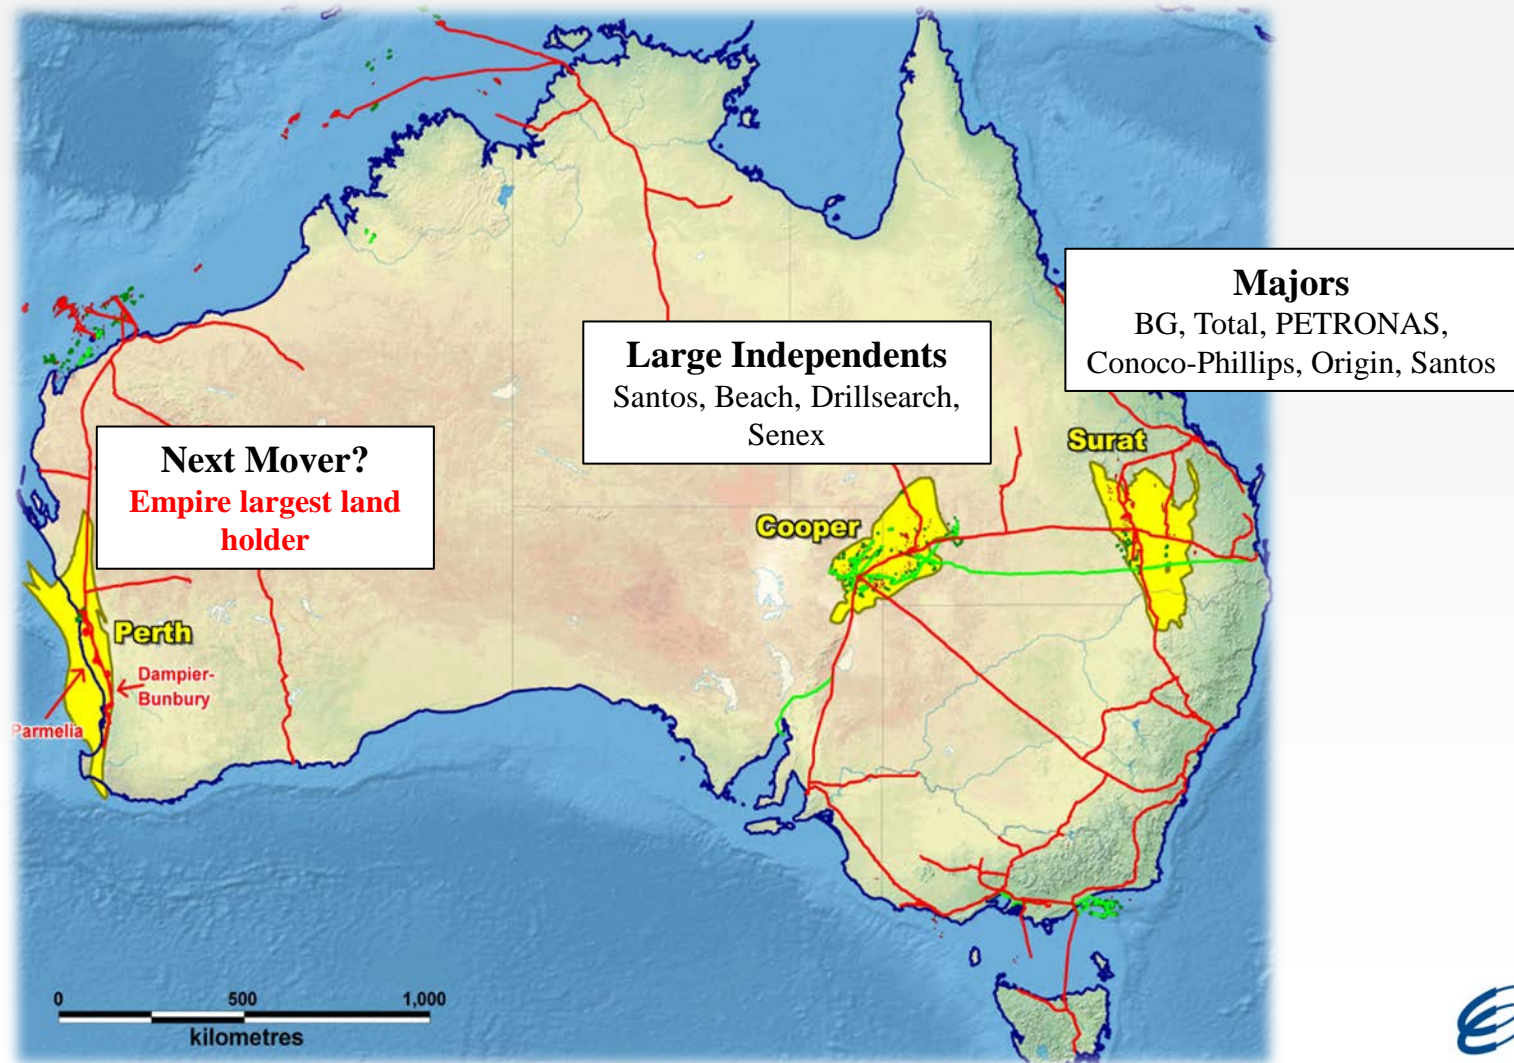 Majors
BG, Total, PETRONAS,
Conoco-Phillips, Origin, Santos
Large Independents
Santos, Beach, Drillsearch,
Senex
Next Mover?
Empire largest land
holder
Surat
Cooper
Perth
Dampier-
Bunbury
Parmelia
0 500 1,000
kilometres